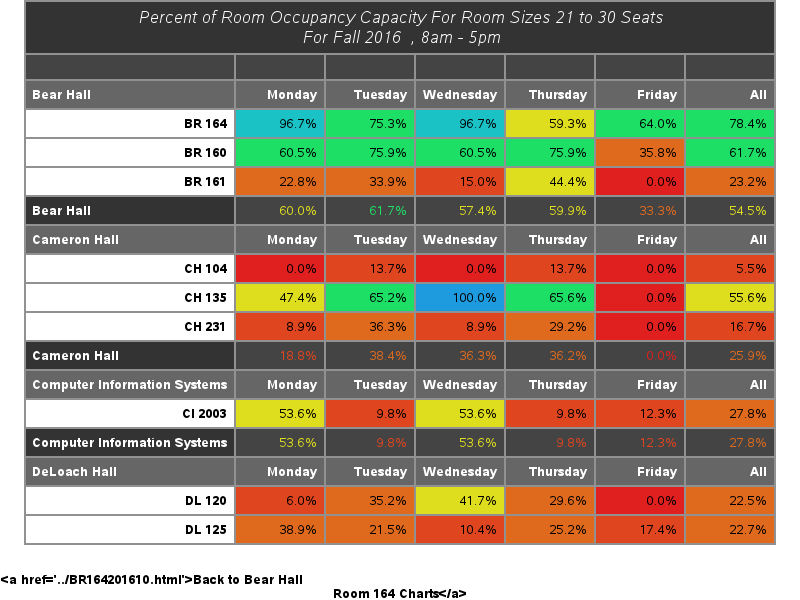 Percent of Room Occupancy Capacity For Room Sizes 21 to 30 Seats
For Fall 2016 , 8am - 5pm
Bear Hall Monday Tuesday Wednesday Thursday Friday All
BR 164 96.7% 75.3% 96.7% 59.3% 64.0% 78.4%
BR 160 60.5% 75.9% 60.5% 75.9% 35.8% 61.7%
BR 161 22.8% 33.9% 15.0% 44.4% 0.0% 23.2%
Bear Hall 60.0% 61.7% 57.4% 59.9% 33.3% 54.5%
Cameron Hall Monday Tuesday Wednesday Thursday Friday All
CH 104 0.0% 13.7% 0.0% 13.7% 0.0% 5.5%
CH 135 47.4% 65.2% 100.0% 65.6% 0.0% 55.6%
CH 231 8.9% 36.3% 8.9% 29.2% 0.0% 16.7%
Cameron Hall 18.8% 38.4% 36.3% 36.2% 0.0% 25.9%
Computer Information Systems Monday Tuesday Wednesday Thursday Friday All
CI 2003 53.6% 9.8% 53.6% 9.8% 12.3% 27.8%
Computer Information Systems 53.6% 9.8% 53.6% 9.8% 12.3% 27.8%
DeLoach Hall Monday Tuesday Wednesday Thursday Friday All
DL 120 6.0% 35.2% 41.7% 29.6% 0.0% 22.5%
DL 125 38.9% 21.5% 10.4% 25.2% 17.4% 22.7%
<a href='../BR164201610.html'>Back to Bear Hall
Room 164 Charts</a>